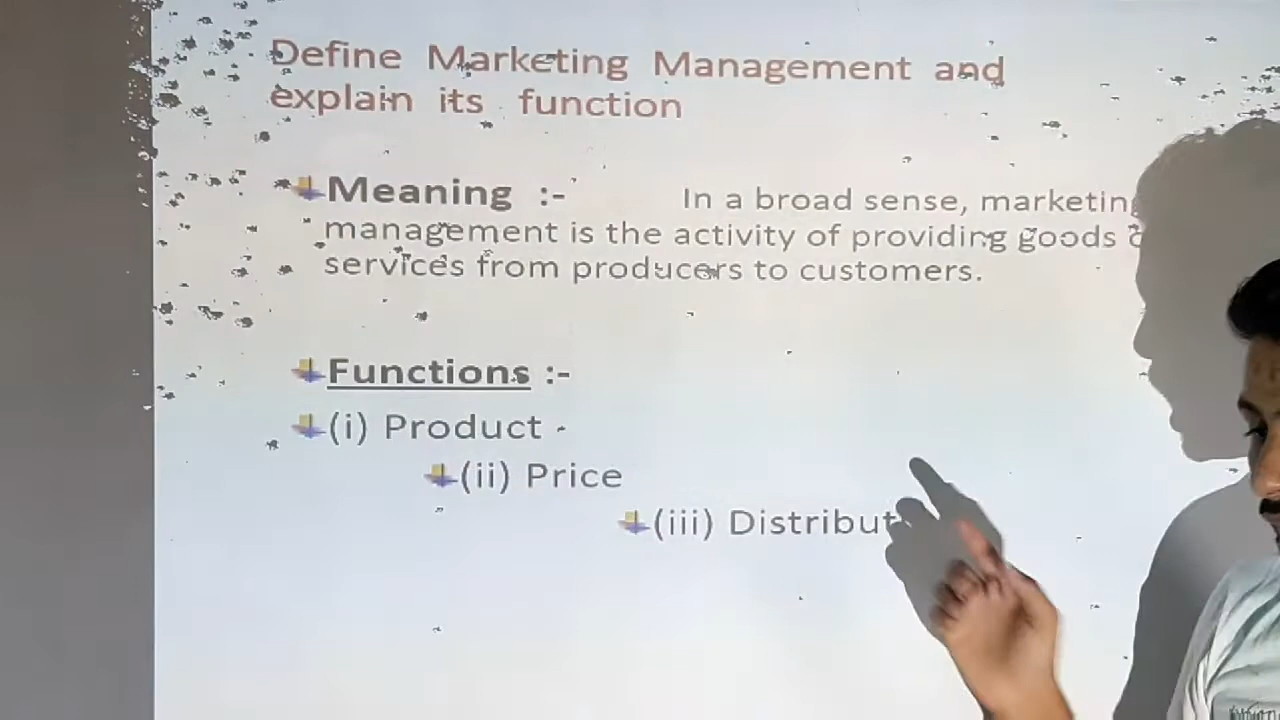 Define Marketing Management and
explain its function
Meaning :- In a broad sense, marketing
management is the activity of providing goods
services from producers to customers.
Functions :-
(i) Product -
(ii) Price
(iii) Distribut